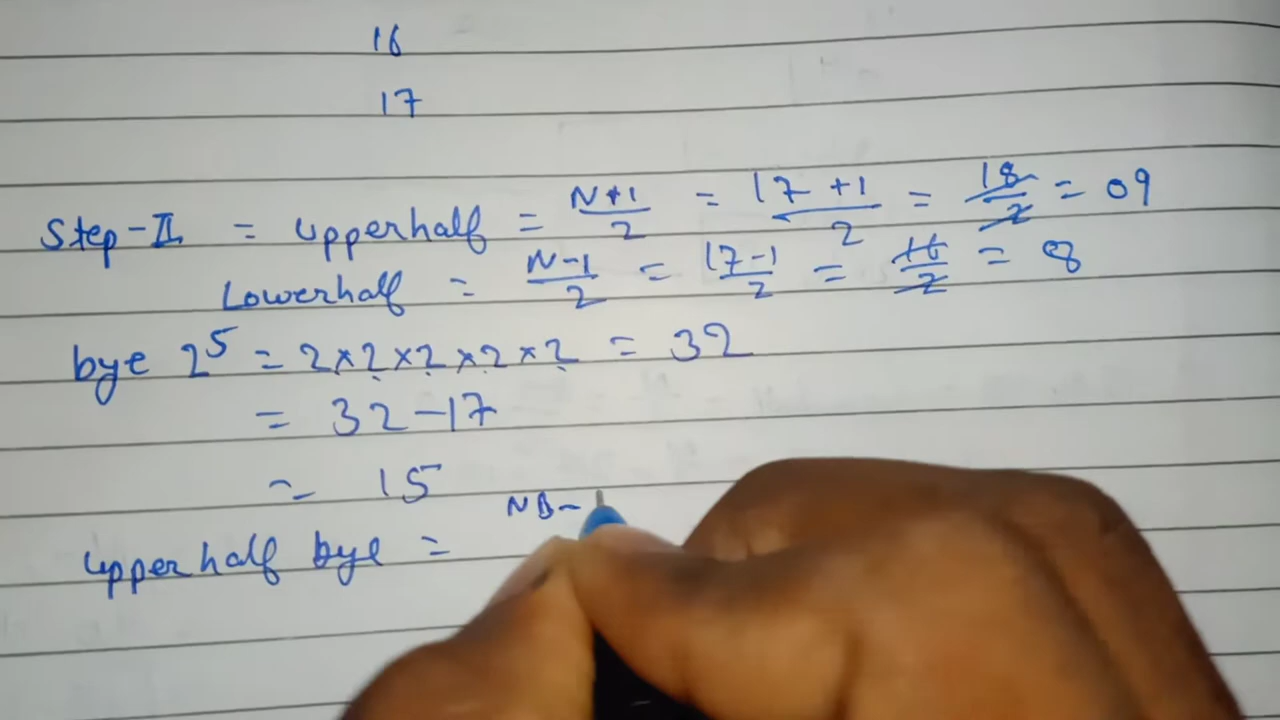 16
17
Step-II = upperhalf = N+1/2 = 17+1/2 = 18/2 = 09
Lowerhalf = N-1/2 = 17-1/2 = 16/2 = 8
bye 2^5 = 2×2×2×2×2 = 32
= 32-17
= 15
upperhalf bye = NB-